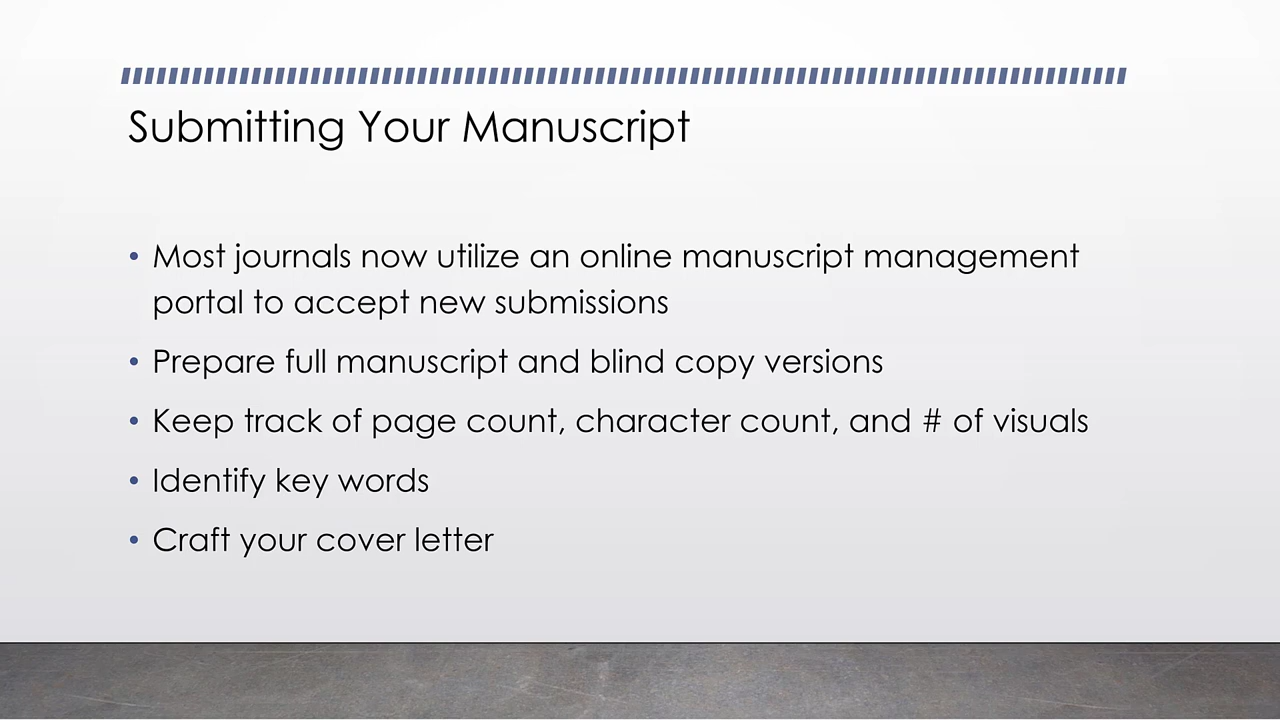 Submitting Your Manuscript
• Most journals now utilize an online manuscript management
portal to accept new submissions
• Prepare full manuscript and blind copy versions
• Keep track of page count, character count, and # of visuals
• Identify key words
• Craft your cover letter